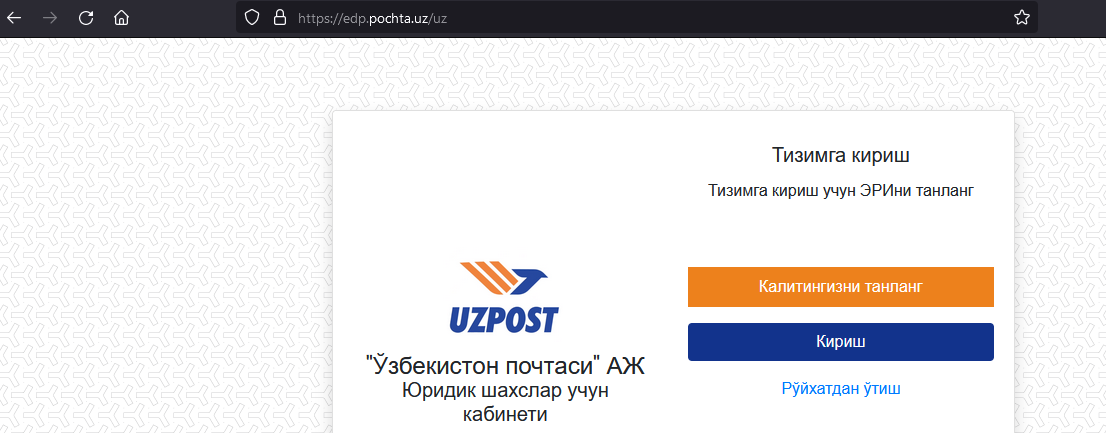 https://edp.pochta.uz/uz
Тизимга кириш
Тизимга кириш учун ЭРИни танланг
Калитингизни танланг
Кириш
Рўйхатдан ўтиш
UZPOST
"Ўзбекистон почтаси" АЖ
Юридик шахслар учун
кабинети